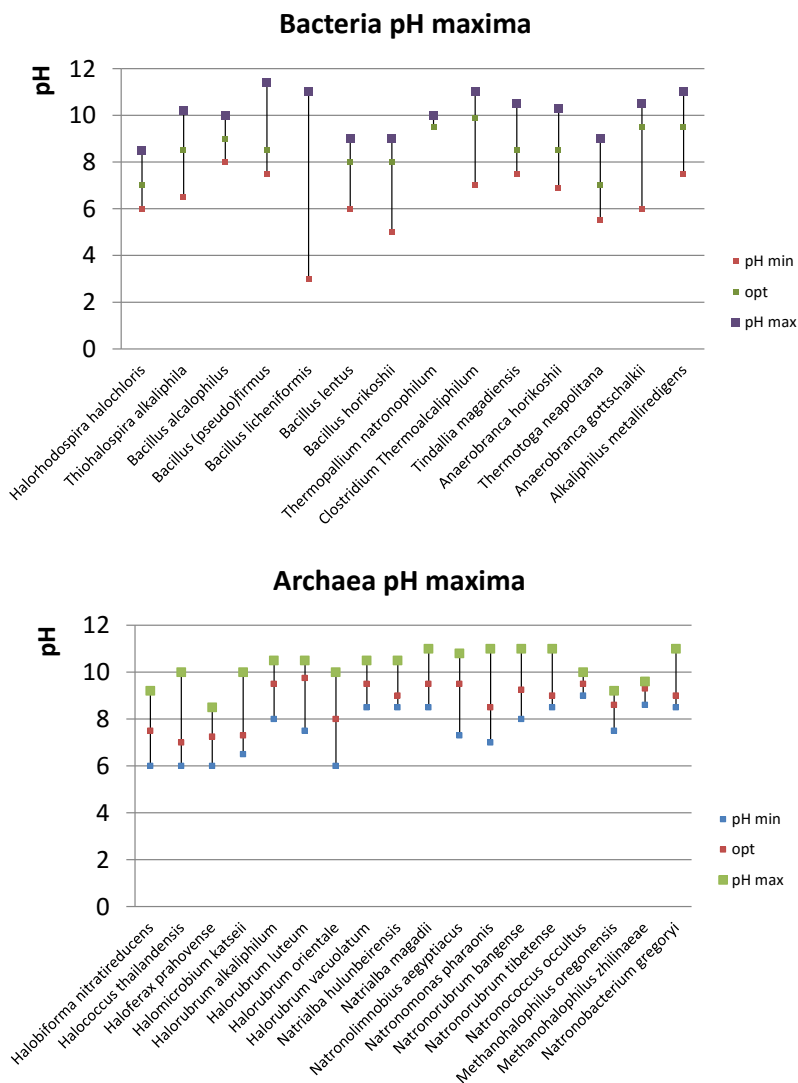 Bacteria pH maxima
pH
12
10
8
6
4
2
0
pH min
opt
pH max
Halorhodospira halochloris
Thiohalospira alkaliphila
Bacillus alcalophilus
Bacillus (pseudo)firmus
Bacillus licheniformis
Bacillus lentus
Bacillus horikoshii
Thermopallium natronophilum
Clostridium Thermoalcaliphilum
Tindallia magadiensis
Anaerobranca horikoshii
Thermotoga neapolitana
Anaerobranca gottschalkii
Alkaliphilus metalliredigens
Archaea pH maxima
pH
12
10
8
6
4
2
0
pH min
opt
pH max
Halobiforma nitratireducens
Halococcus thailandensis
Haloferax prahovense
Halomicrobium katseii
Halorubrum alkaliphilum
Halorubrum luteum
Halorubrum orientale
Halorubrum vacuolatum
Natrialba hulunbeirensis
Natrialba magadii
Natronolimnobius aegyptiacus
Natronomonas pharaonis
Natronorubrum bangense
Natronorubrum tibetense
Natronococcus occultus
Methanohalophilus oregonensis
Methanohalophilus zhilinaeae
Natronobacterium gregoryi